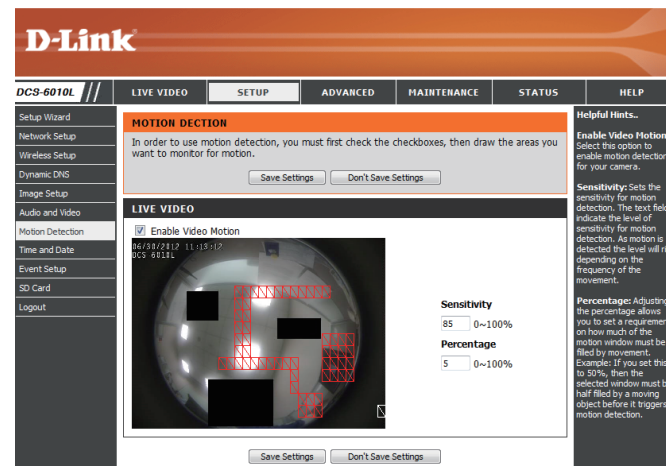 D-Link
DCS-6010L
LIVE VIDEO
SETUP
ADVANCED
MAINTENANCE
STATUS
HELP
Setup Wizard
Network Setup
Wireless Setup
Dynamic DNS
Image Setup
Audio and Video
Motion Detection
Time and Date
Event Setup
SD Card
Logout
MOTION DECTION
In order to use motion detection, you must first check the checkboxes, then draw the areas you
want to monitor for motion.
Save Settings
Don't Save Settings
LIVE VIDEO
Enable Video Motion
06/30/2012 11:13:12
DCS 6010L
Sensitivity
85 0~100%
Percentage
5 0~100%
Save Settings
Don't Save Settings
Helpful Hints..
Enable Video Motion
Select this option to
enable motion detection
for your camera.
Sensitivity: Sets the
sensitivity for motion
detection. The text
indicate the level of
sensitivity for motion
detection. As motion is
detected the level will
depending on the
frequency of the
movement.
Percentage: Adjusting
the percentage allows
you to set a
on how much of the
motion window must be
filled by movement.
Example: If you set this
to 50%, then the
selected window must
half filled by a moving
object before it triggers
motion detection.